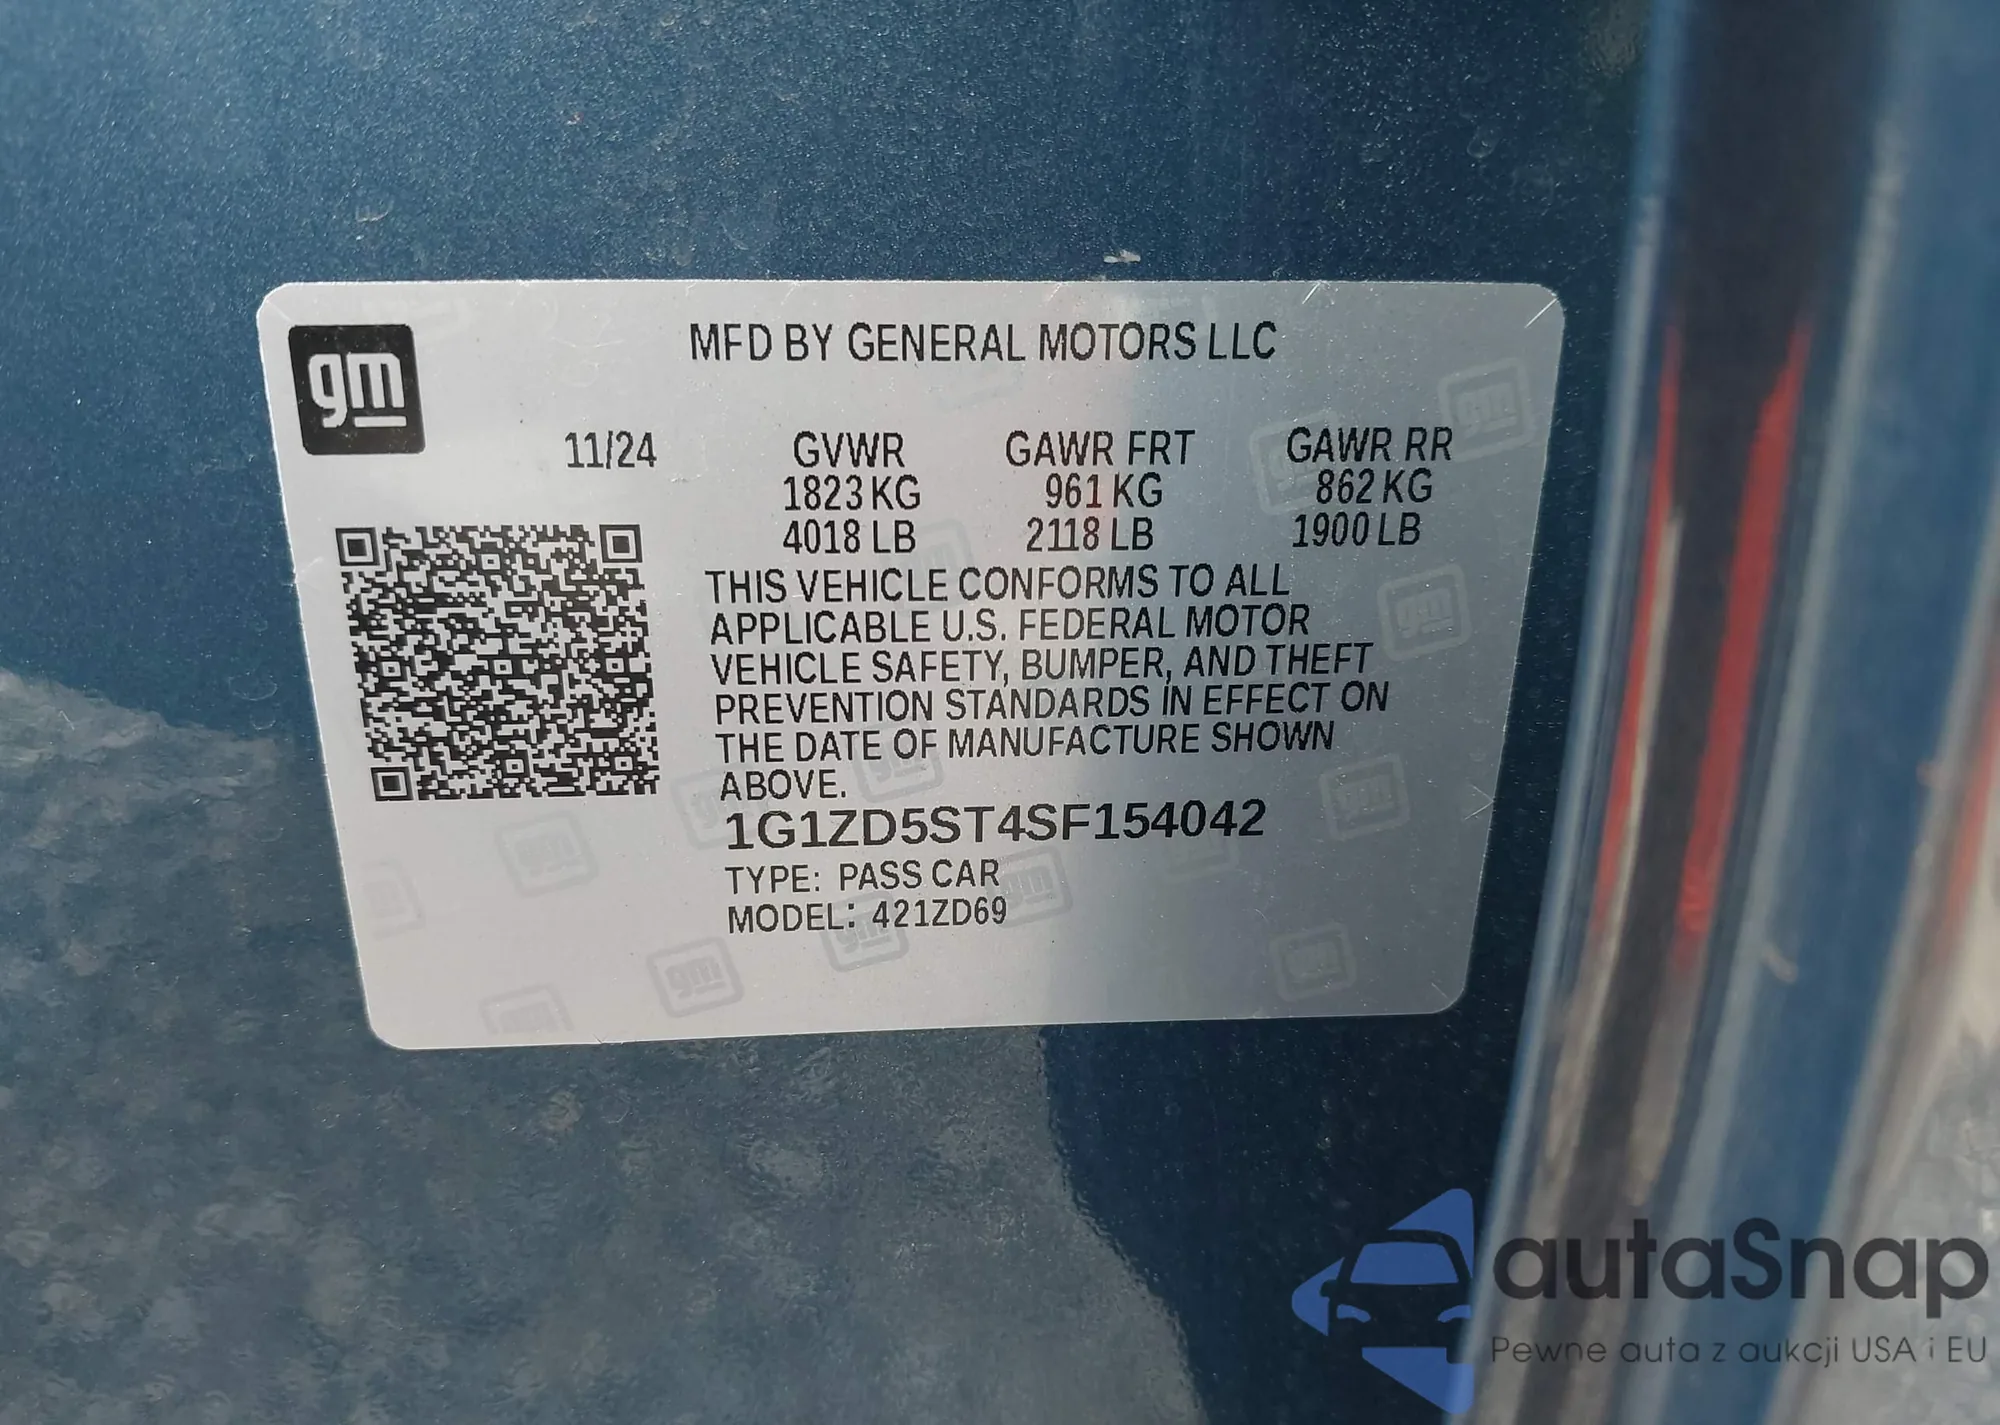 gm
MFD BY GENERAL MOTORS LLC
11/24 GVWR GAWR FRT GAWR RR
1823 KG 961 KG 862 KG
4018 LB 2118 LB 1900 LB
THIS VEHICLE CONFORMS TO ALL
APPLICABLE U.S. FEDERAL MOTOR
VEHICLE SAFETY, BUMPER, AND THEFT
PREVENTION STANDARDS IN EFFECT ON
THE DATE OF MANUFACTURE SHOWN
ABOVE.
1G1ZD5ST4SF154042
TYPE: PASS CAR
MODEL: 421ZD69
autaSnap
Pewne auta z aukcji USA i EU